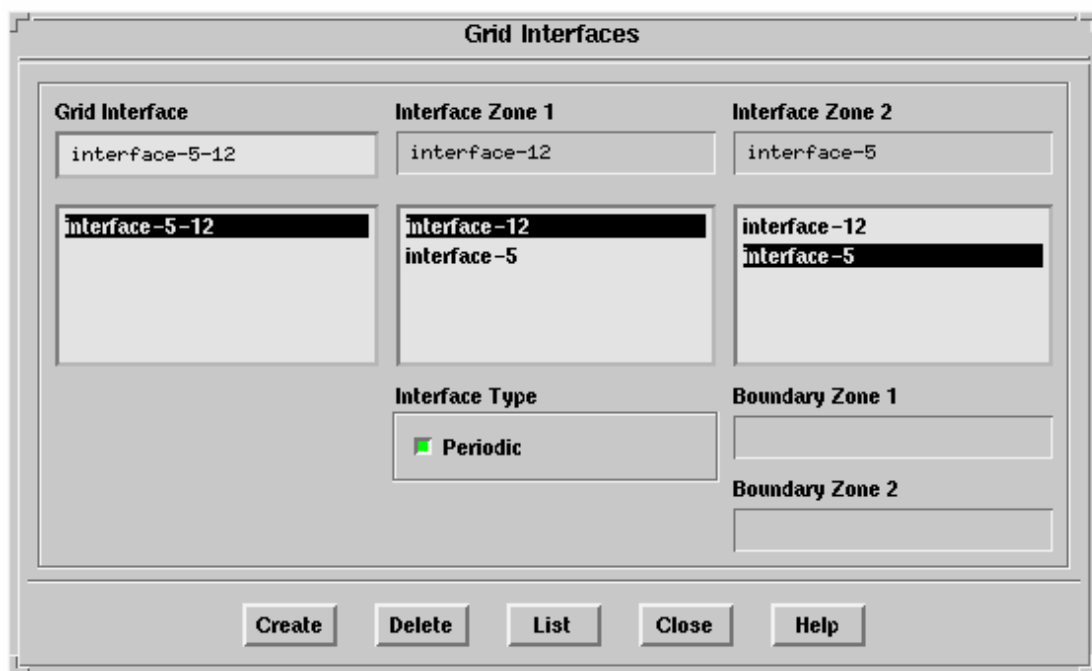 Grid Interfaces
Grid Interface Interface Zone 1 Interface Zone 2
interface-5-12 interface-12 interface-5
interface-5-12 interface-12 interface-12
interface-5 interface-5
Interface Type Boundary Zone 1
Periodic
Boundary Zone 2
Create Delete List Close Help